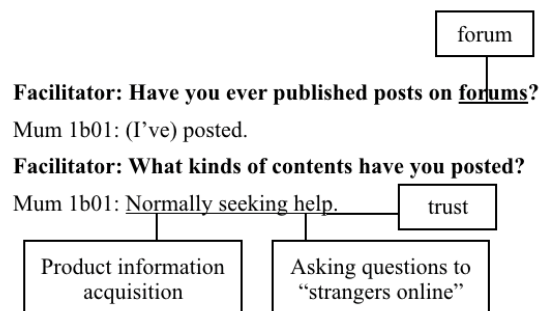 forum
Facilitator: Have you ever published posts on forums?
Mum 1b01: (I've) posted.
Facilitator: What kinds of contents have you posted?
Mum 1b01: Normally seeking help.
trust
Product information
acquisition
Asking questions to
“strangers online”